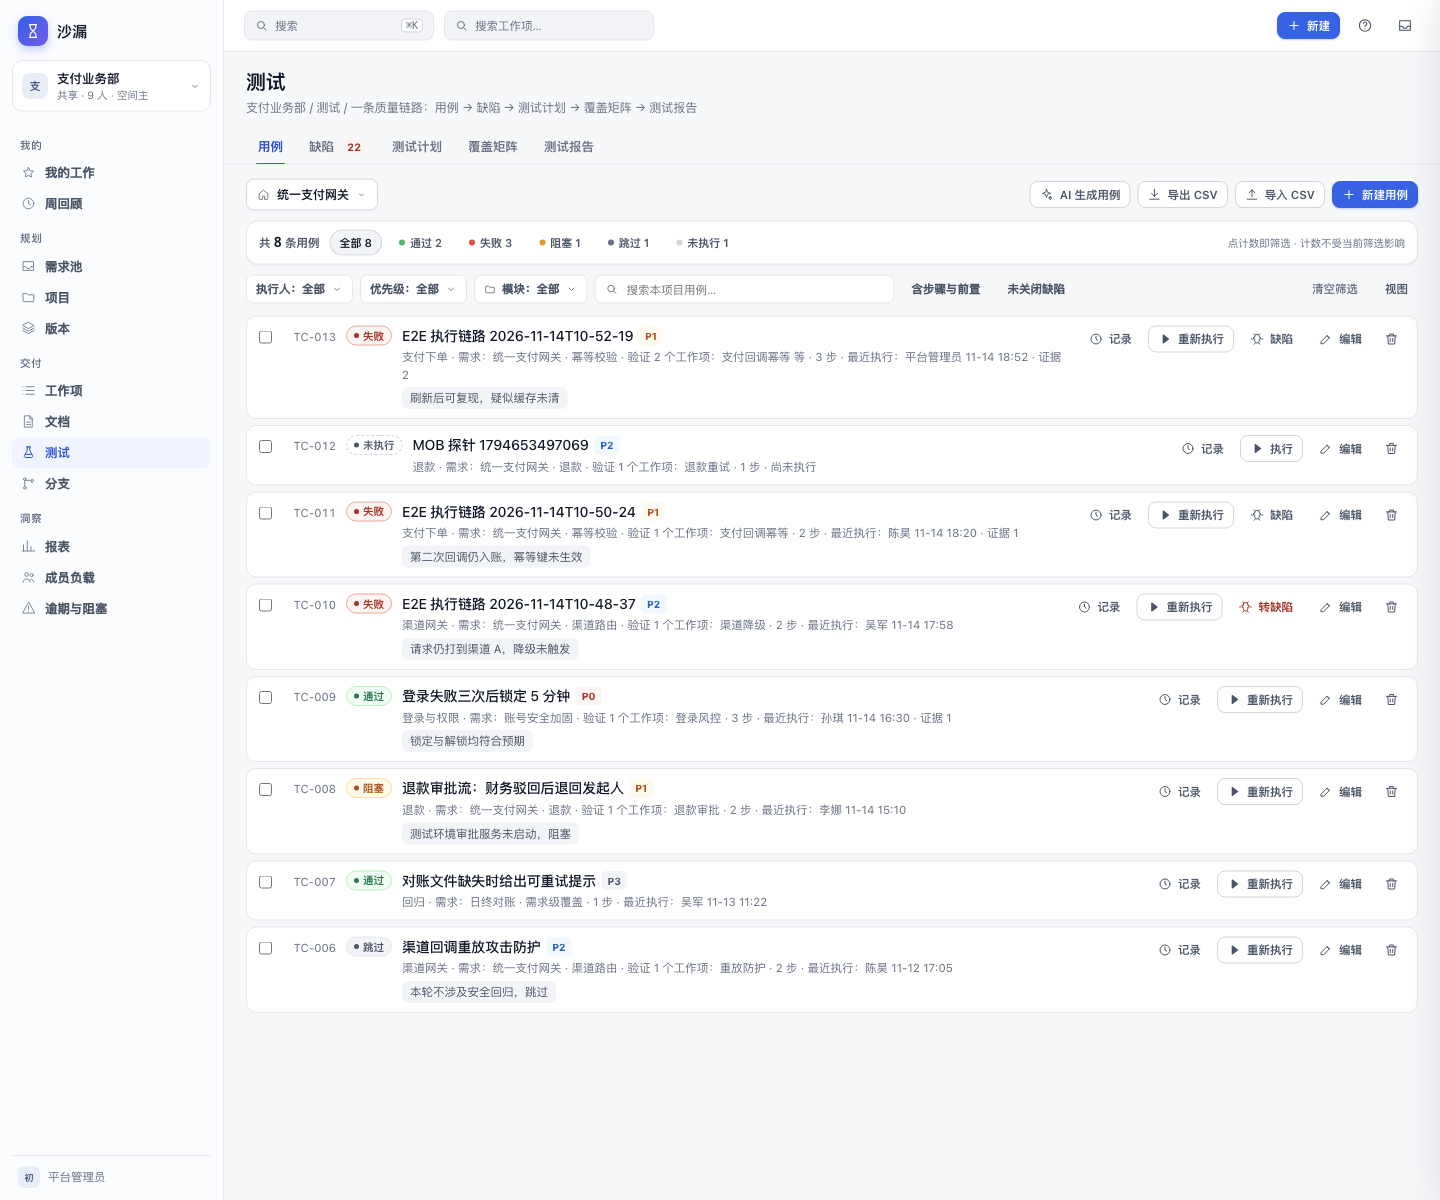 沙漏
搜索 ⌘K
搜索工作项...
新建
支
支付业务部
共享 · 9 人 · 空间主
我的
我的工作
周回顾
规划
需求池
项目
版本
交付
工作项
文档
测试
分支
洞察
报表
成员负载
逾期与阻塞
初 平台管理员
测试
支付业务部 / 测试 / 一条质量链路：用例 → 缺陷 → 测试计划 → 覆盖矩阵 → 测试报告
用例 缺陷 22 测试计划 覆盖矩阵 测试报告
统一支付网关
AI 生成用例 导出 CSV 导入 CSV 新建用例
共 8 条用例 全部 8 通过 2 失败 3 阻塞 1 跳过 1 未执行 1 点计数即筛选 · 计数不受当前筛选影响
执行人：全部 优先级：全部 模块：全部 搜索本项目用例... 含步骤与前置 未关闭缺陷 清空筛选 视图
TC-013 失败 E2E 执行链路 2026-11-14T10-52-19 P1 记录 重新执行 缺陷 编辑
支付下单 · 需求：统一支付网关 · 幂等校验 · 验证 2 个工作项：支付回调幂等 等 · 3 步 · 最近执行：平台管理员 11-14 18:52 · 证据
2
刷新后可复现，疑似缓存未清
TC-012 未执行 MOB 探针 1794653497069 P2 记录 执行 编辑
退款 · 需求：统一支付网关 · 退款 · 验证 1 个工作项：退款重试 · 1 步 · 尚未执行
TC-011 失败 E2E 执行链路 2026-11-14T10-50-24 P1 记录 重新执行 缺陷 编辑
支付下单 · 需求：统一支付网关 · 幂等校验 · 验证 1 个工作项：支付回调幂等 · 2 步 · 最近执行：陈昊 11-14 18:20 · 证据 1
第二次回调仍入账，幂等键未生效
TC-010 失败 E2E 执行链路 2026-11-14T10-48-37 P2 记录 重新执行 转缺陷 编辑
渠道网关 · 需求：统一支付网关 · 渠道路由 · 验证 1 个工作项：渠道降级 · 2 步 · 最近执行：吴军 11-14 17:58
请求仍打到渠道 A，降级未触发
TC-009 通过 登录失败三次后锁定 5 分钟 P0 记录 重新执行 编辑
登录与权限 · 需求：账号安全加固 · 验证 1 个工作项：登录风控 · 3 步 · 最近执行：孙琪 11-14 16:30 · 证据 1
锁定与解锁均符合预期
TC-008 阻塞 退款审批流：财务驳回后退回发起人 P1 记录 重新执行 编辑
退款 · 需求：统一支付网关 · 退款 · 验证 1 个工作项：退款审批 · 2 步 · 最近执行：李娜 11-14 15:10
测试环境审批服务未启动，阻塞
TC-007 通过 对账文件缺失时给出可重试提示 P3 记录 重新执行 编辑
回归 · 需求：日终对账 · 需求级覆盖 · 1 步 · 最近执行：吴军 11-13 11:22
TC-006 跳过 渠道回调重放攻击防护 P2 记录 重新执行 编辑
渠道网关 · 需求：统一支付网关 · 渠道路由 · 验证 1 个工作项：重放防护 · 2 步 · 最近执行：陈昊 11-12 17:05
本轮不涉及安全回归，跳过